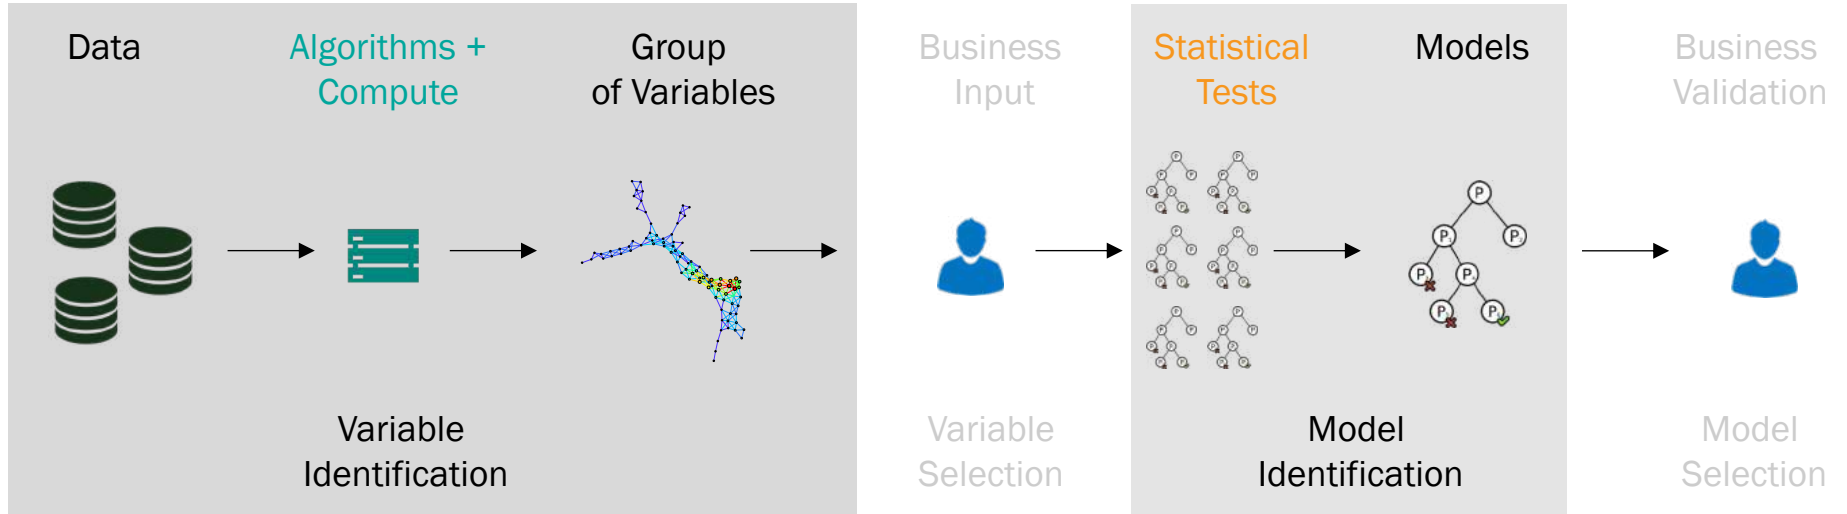 Data
Algorithms +
Compute
Group
of Variables
Business
Input
Statistical
Tests
Models
Business
Validation
P
P
P
P
P
P
P
Variable
Identification
Variable
Selection
Model
Identification
Model
Selection